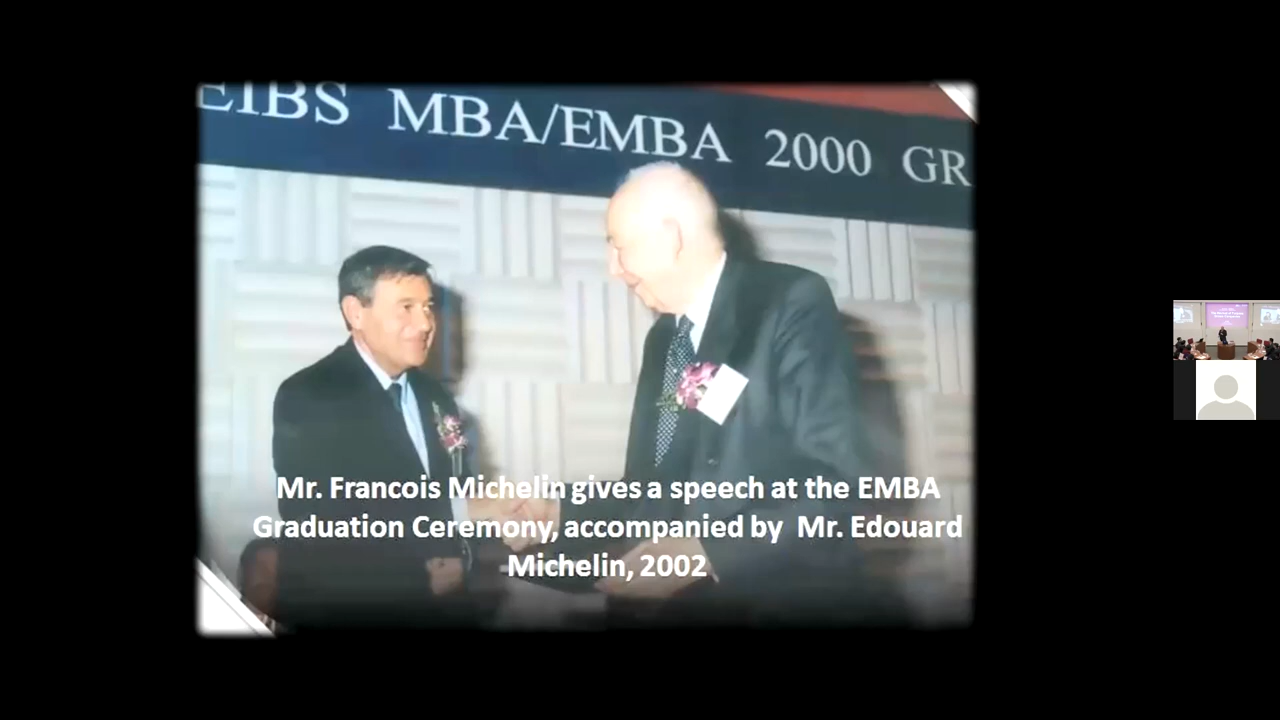 EIBS MBA/EMBA 2000 GR
Mr. Francois Michelin gives a speech at the EMBA
Graduation Ceremony, accompanied by Mr. Edouard
Michelin, 2002